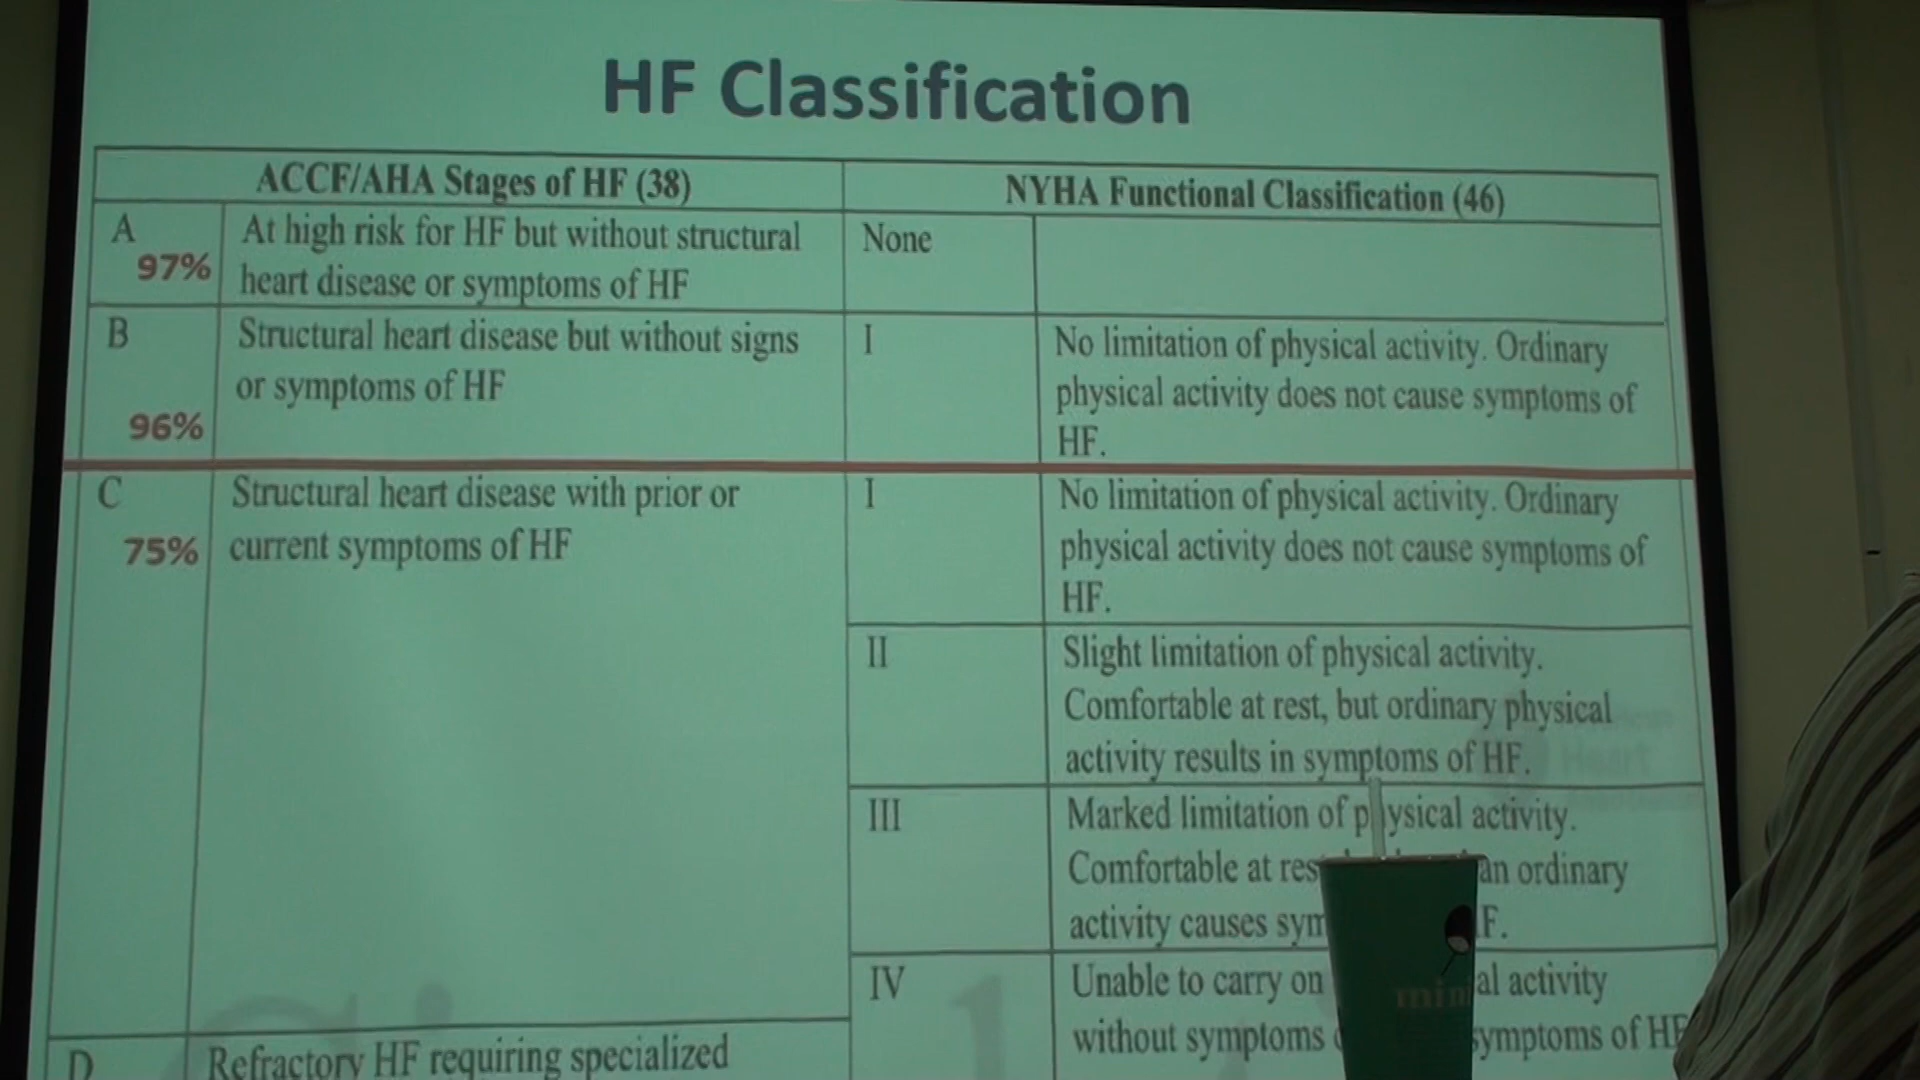 HF Classification
ACCF/AHA Stages of HF (38)
NYHA Functional Classification (46)
A
97%
At high risk for HF but without structural
heart disease or symptoms of HF
None
B
96%
Structural heart disease but without signs
or symptoms of HF
I
No limitation of physical activity. Ordinary
physical activity does not cause symptoms of
HF.
C
75%
Structural heart disease with prior or
current symptoms of HF
I
No limitation of physical activity. Ordinary
physical activity does not cause symptoms of
HF.
II
Slight limitation of physical activity.
Comfortable at rest, but ordinary physical
activity results in symptoms of HF.
III
Marked limitation of physical activity.
Comfortable at ordinary
activity causes
IV
Unable to carry on activity
without symptoms symptoms of HF
D
Refractory HF requiring specialized
Heart